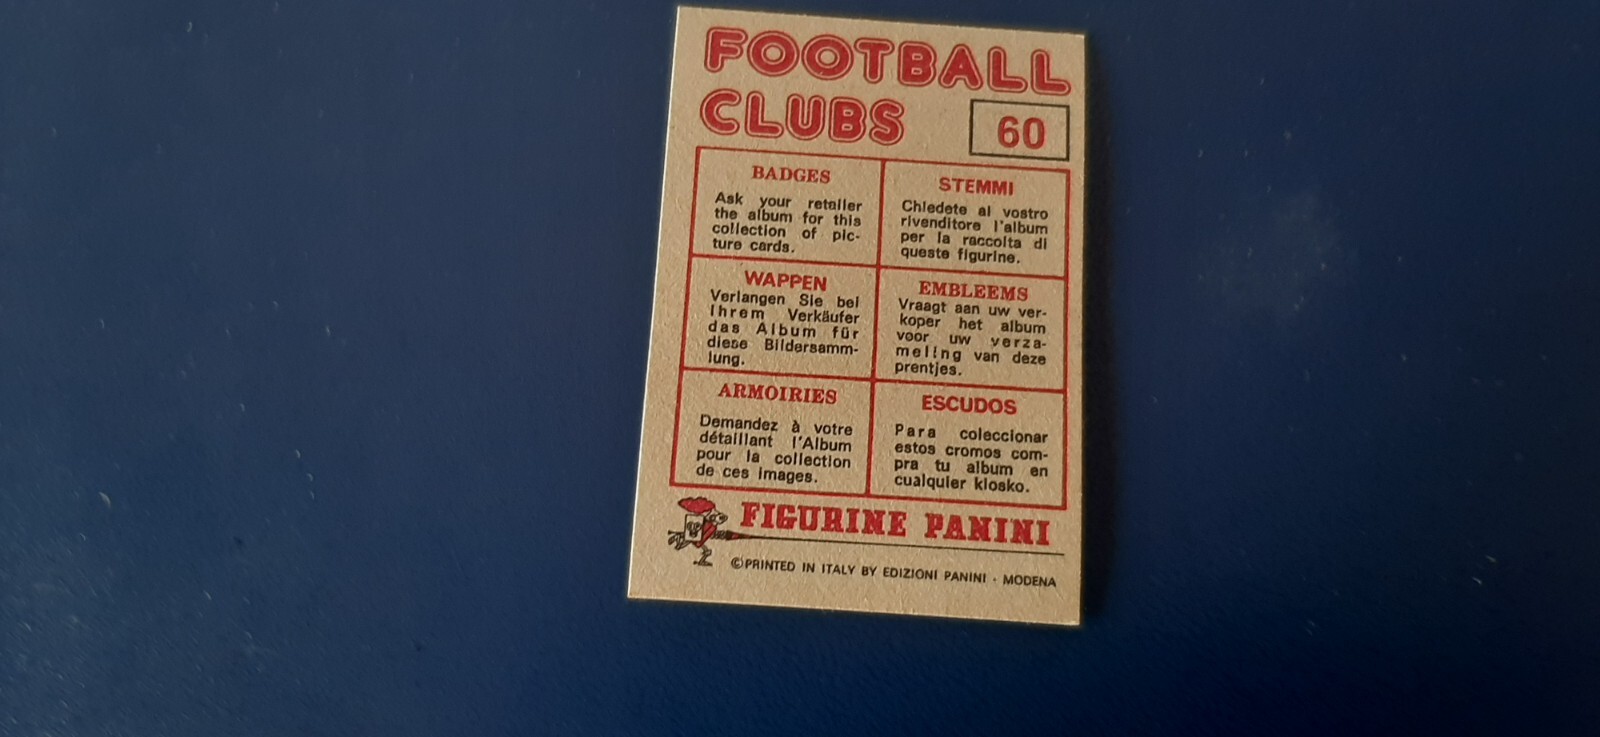 FOOTBALL
CLUBS
60
BADGES
Ask your retailer
the album for this
collection of pic-
ture cards.
STEMMI
Chiedete al vostro
rivenditore l'album
per la raccolta di
queste figurine.
WAPPEN
Verlangen Sie bei
Ihrem Verkäufer
das Album für
diese Bildersamm-
lung.
EMBLEEMS
Vraagt aan uw ver-
koper het album
voor uw verza-
meling van deze
prentjes.
ARMOIRIES
Demandez à votre
détaillant l'Album
pour la collection
de ces images.
ESCUDOS
Para coleccionar
estos cromos com-
pra tu album en
cualquier kiosko.
FIGURINE PANINI
©PRINTED IN ITALY BY EDIZIONI PANINI - MODENA